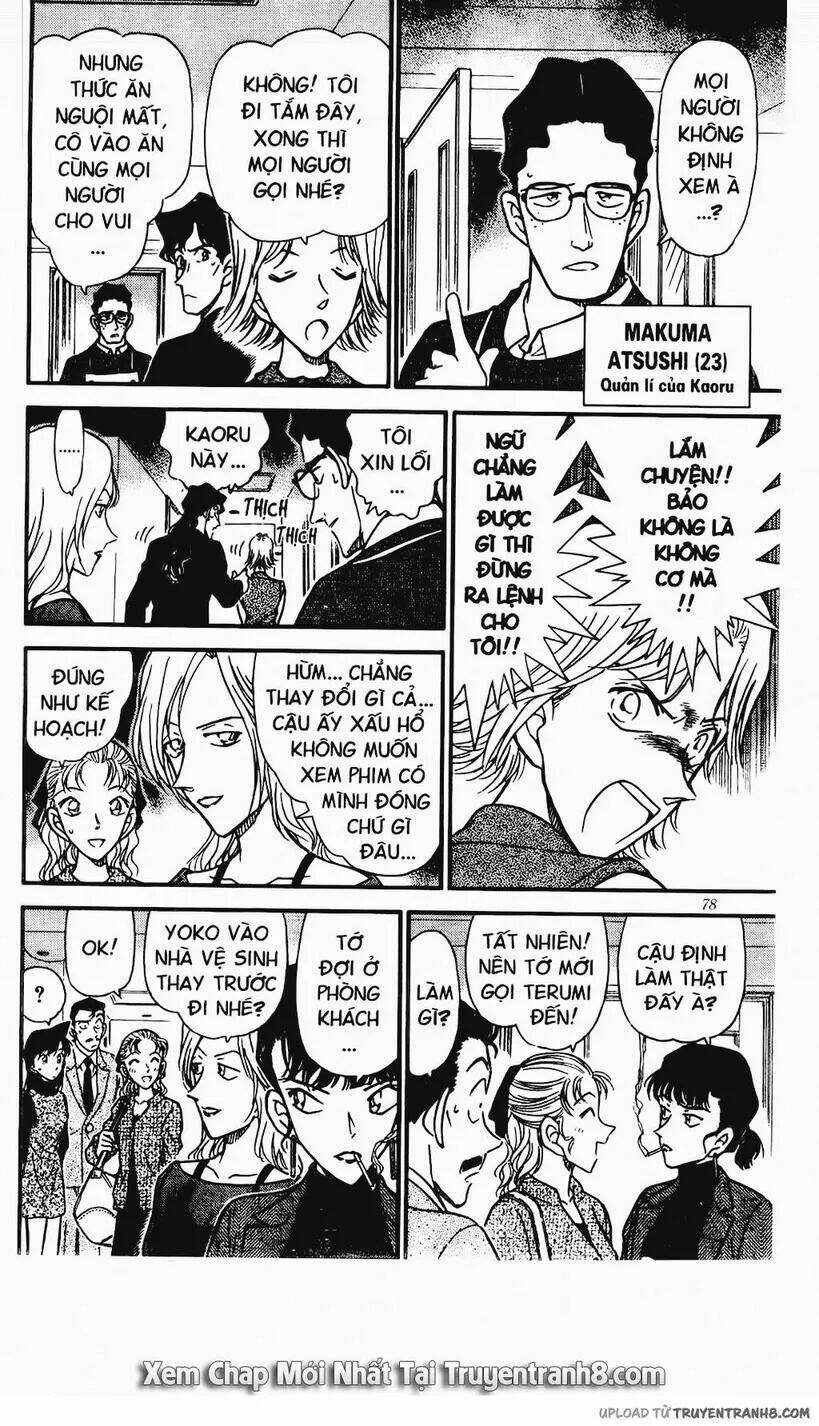 MỌI
NGƯỜI
KHÔNG
ĐỊNH
XEM À
...?
MAKUMA
ATSUSHI (23)
Quản lí của Kaoru
KHÔNG! TÔI
ĐI TẮM ĐÂY,
XONG THÌ
MỌI NGƯỜI
GỌI NHÉ?
NHƯNG
THỨC ĂN
NGUỘI MẤT,
CÔ VÀO ĂN
CÙNG MỌI
NGƯỜI
CHO VUI
...
LẮM
CHUYỆN!!
BẢO
KHÔNG LÀ
KHÔNG
CƠ MÀ
!!
NGỮ
CHẲNG
LÀM
ĐƯỢC
GÌ THÌ
ĐỪNG
RA LỆNH
CHO
TÔI!!
TÔI
XIN LỖI
...
KAORU
NÀY...
THỊCH
THỊCH
......
HỪM... CHẲNG
THAY ĐỔI GÌ CẢ...
CẬU ẤY XẤU HỔ
KHÔNG MUỐN
XEM PHIM CÓ
MÌNH ĐÓNG
CHỨ GÌ
ĐÂU...
ĐÚNG
NHƯ KẾ
HOẠCH!
78
CẬU ĐỊNH
LÀM THẬT
ĐẤY À?
TẤT NHIÊN!
NÊN TỚ MỚI
GỌI TERUMI
ĐẾN!
LÀM
GÌ?
TỚ
ĐỢI Ở
PHÒNG
KHÁCH
...
YOKO VÀO
NHÀ VỆ SINH
THAY TRƯỚC
ĐI NHÉ?
OK!
?
Xem Chap Mới Nhất Tại Truyentranh8.com
UPLOAD TỪ TRUYENTRANH8.COM